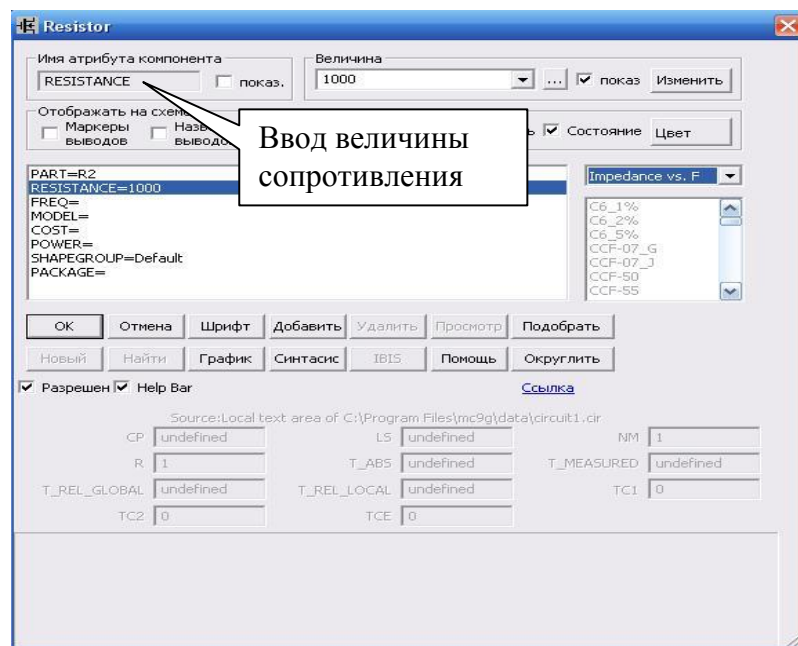 Resistor
Имя атрибута компонента
RESISTANCE
показ.
Величина
1000
...
показ
Изменить
Отображать на схеме
Маркеры выводов
выводов
Состояние
Цвет
Ввод величины
сопротивления
PART=R2
RESISTANCE=1000
FREQ=
MODEL=
COST=
POWER=
SHAPEGROUP=Default
PACKAGE=
Impedance vs. F
C6_1%
C6_2%
C6_5%
CCF-07_G
CCF-07_J
CCF-50
CCF-55
OK Отмена Шрифт Добавить Удалить Просмотр Подобрать
Новый Найти График Синтасис IBIS Помощь Округлить
Разрешен Help Bar Ссылка
Source:Local text area of C:\Program Files\mc9g\data\circuit1.cir
CP undefined LS undefined NM 1
R 1 T_ABS undefined T_MEASURED undefined
T_REL_GLOBAL undefined T_REL_LOCAL undefined TC1 0
TC2 0 TCE 0